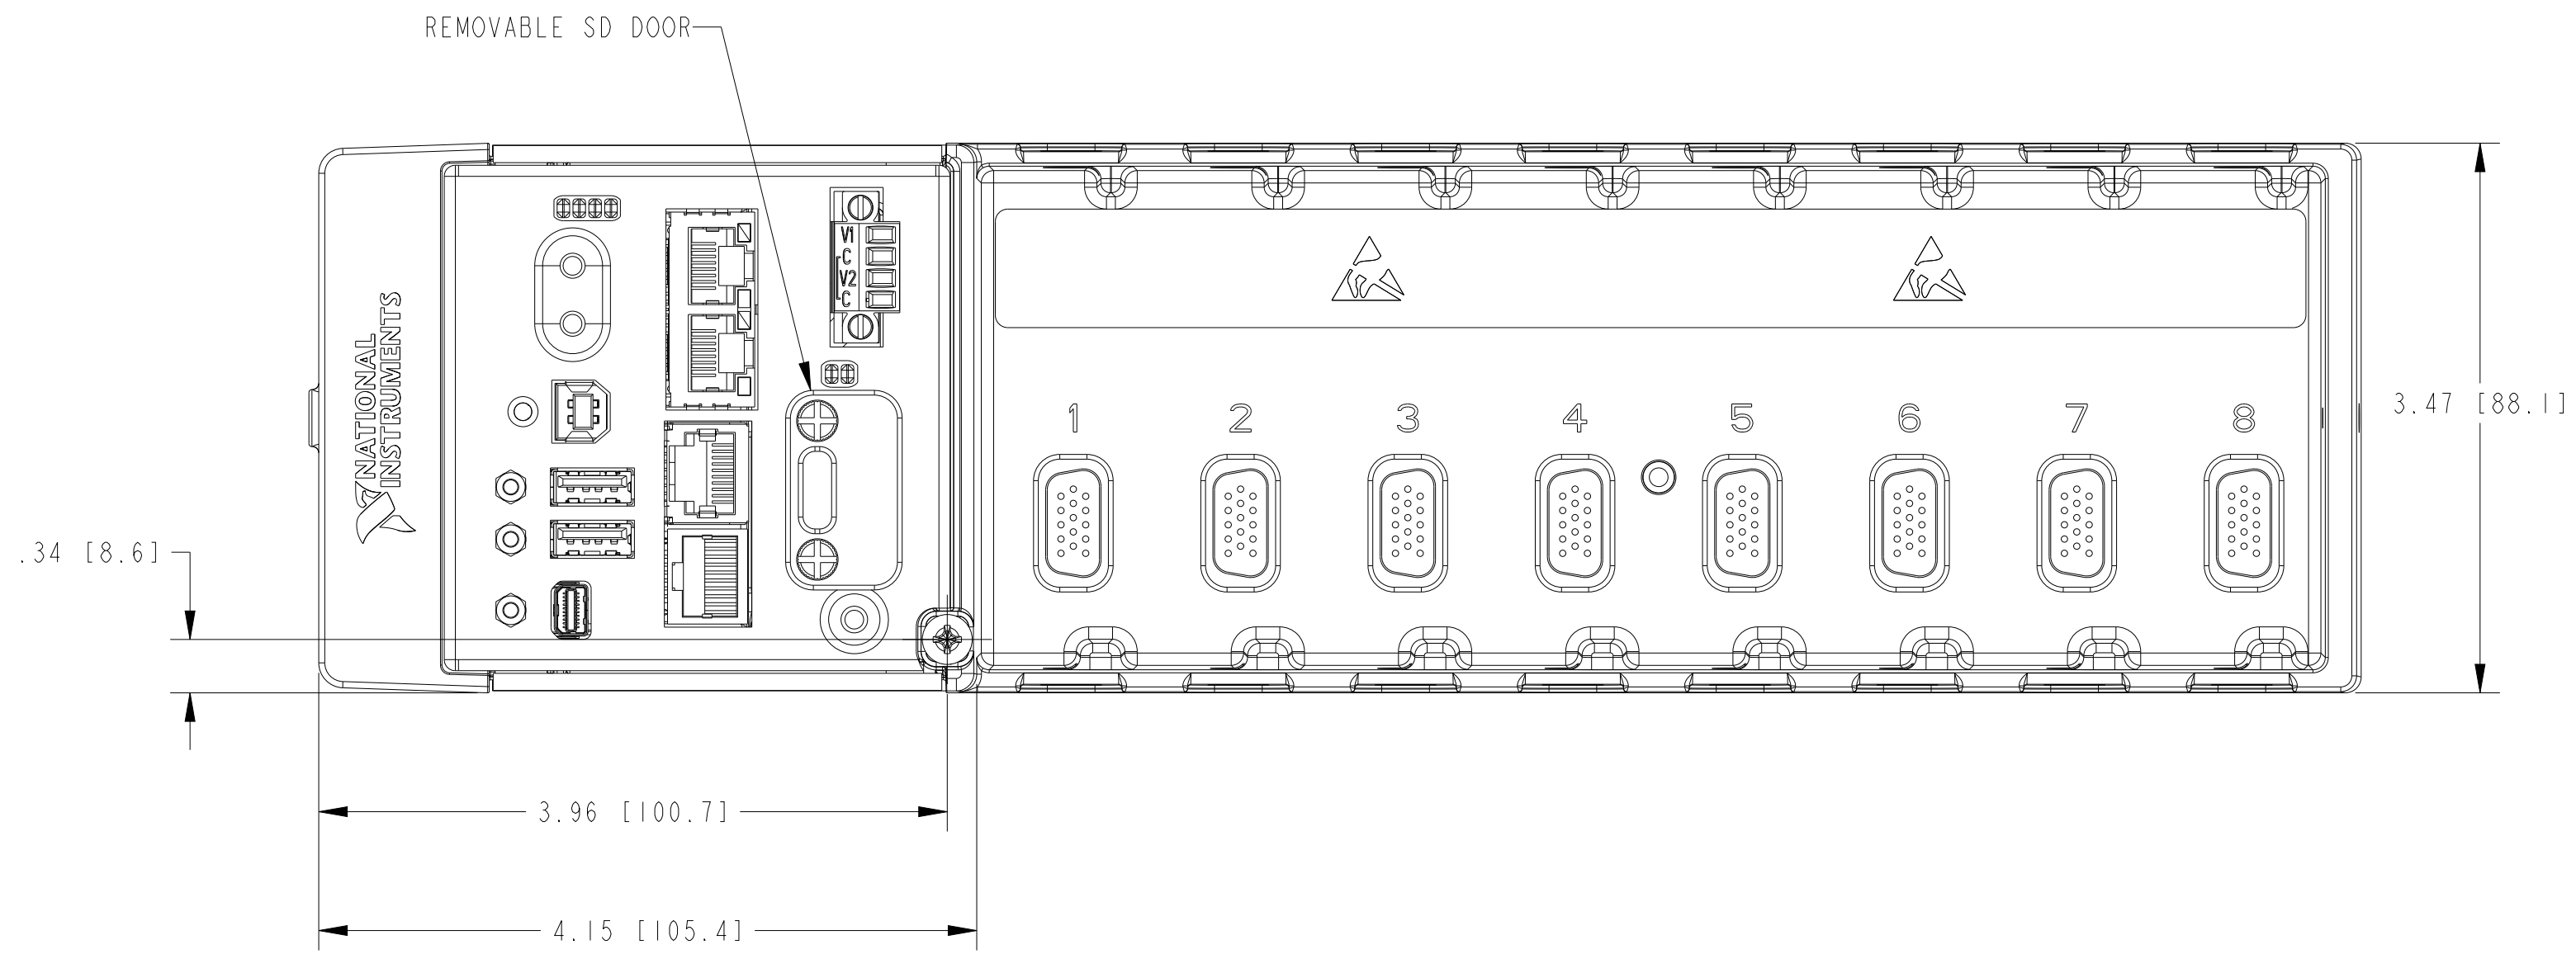 REMOVABLE SD DOOR
V1
C
V2
C
NATIONAL
INSTRUMENTS
1 2 3 4 5 6 7 8
3.47 [88.1]
.34 [8.6]
3.96 [100.7]
4.15 [105.4]